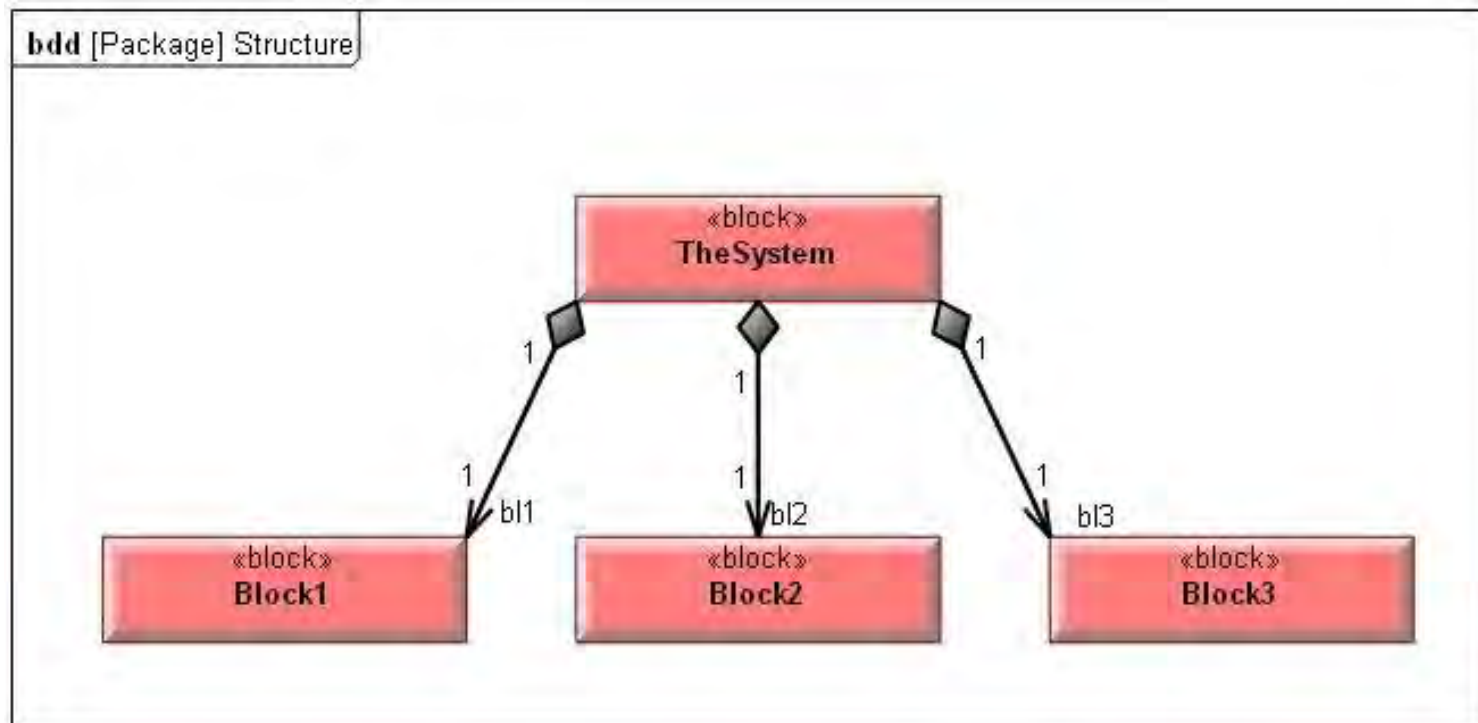 bdd [Package] Structure
«block»
TheSystem
1
1
1
1
1
1
bl1
bl2
bl3
«block»
Block1
«block»
Block2
«block»
Block3